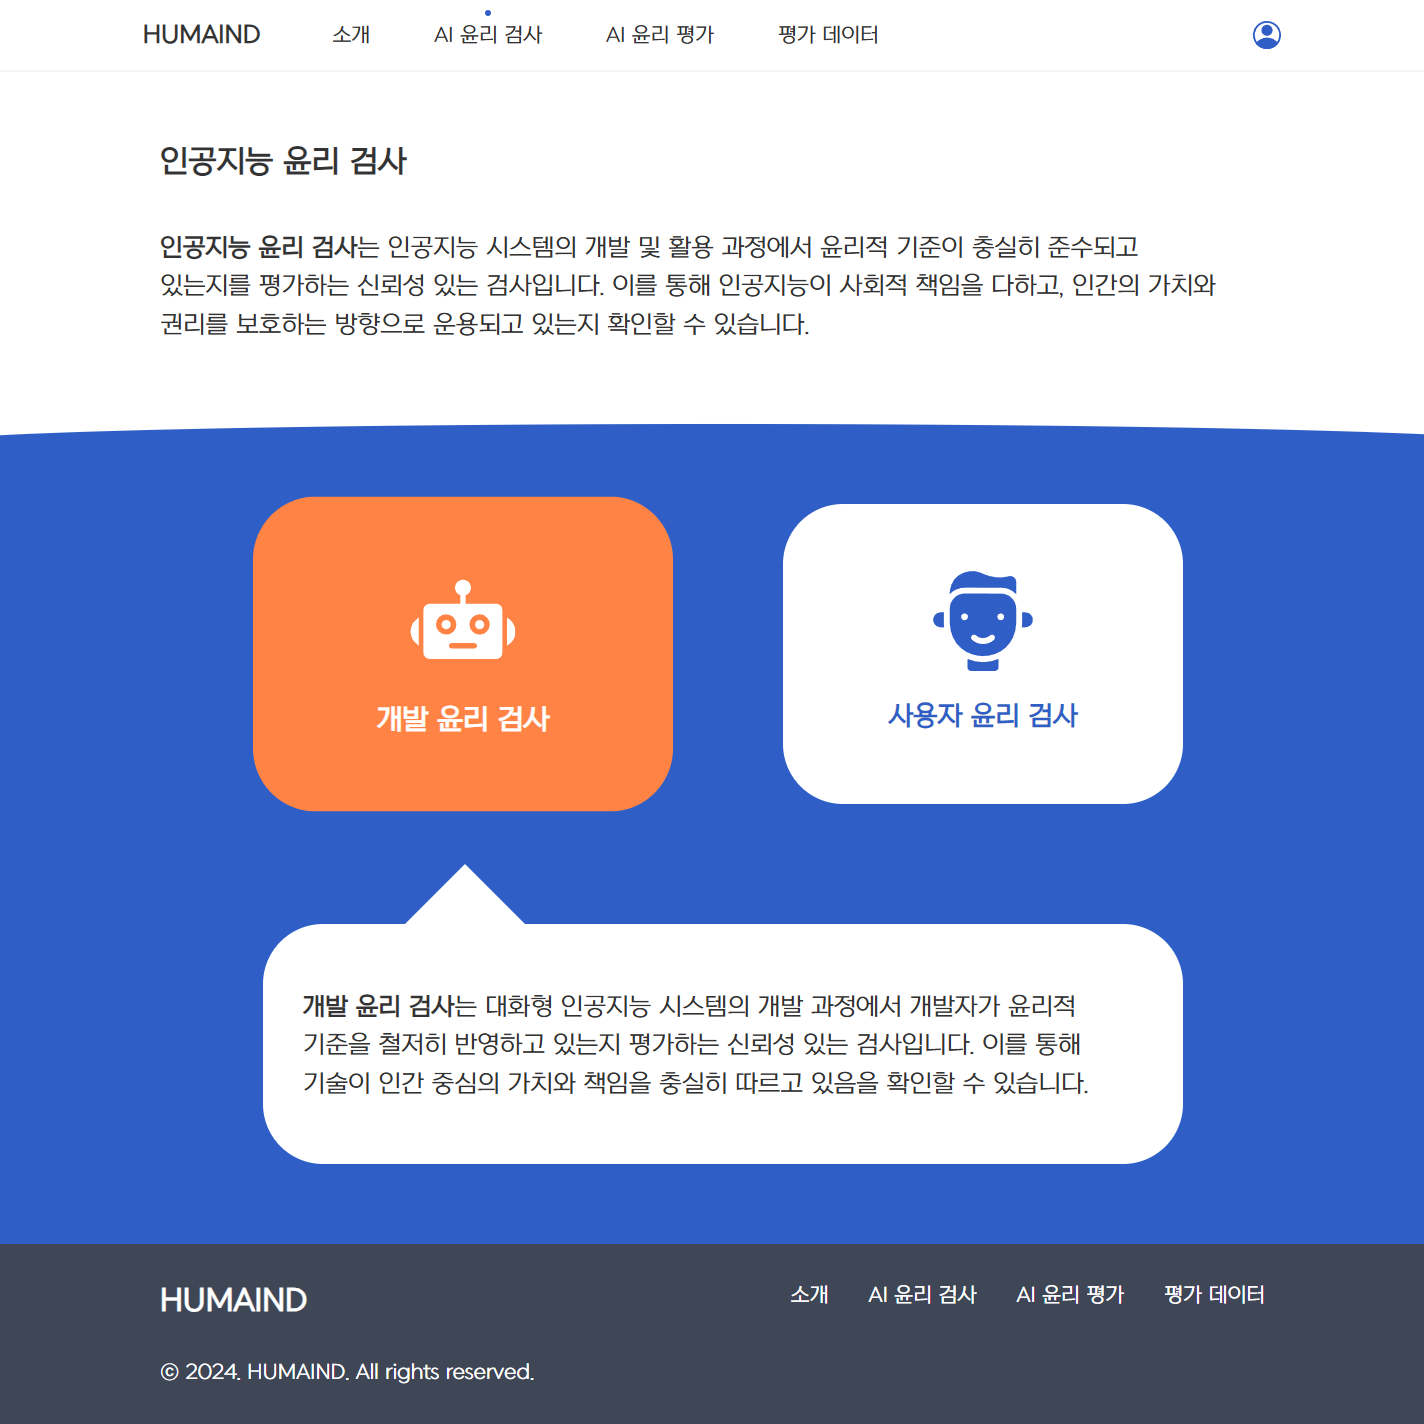 HUMAIND
소개
AI 윤리 검사
AI 윤리 평가
평가 데이터
인공지능 윤리 검사
인공지능 윤리 검사는 인공지능 시스템의 개발 및 활용 과정에서 윤리적 기준이 충실히 준수되고
있는지를 평가하는 신뢰성 있는 검사입니다. 이를 통해 인공지능이 사회적 책임을 다하고, 인간의 가치와
권리를 보호하는 방향으로 운용되고 있는지 확인할 수 있습니다.
개발 윤리 검사
사용자 윤리 검사
개발 윤리 검사는 대화형 인공지능 시스템의 개발 과정에서 개발자가 윤리적
기준을 철저히 반영하고 있는지 평가하는 신뢰성 있는 검사입니다. 이를 통해
기술이 인간 중심의 가치와 책임을 충실히 따르고 있음을 확인할 수 있습니다.
HUMAIND
소개
AI 윤리 검사
AI 윤리 평가
평가 데이터
© 2024. HUMAIND. All rights reserved.